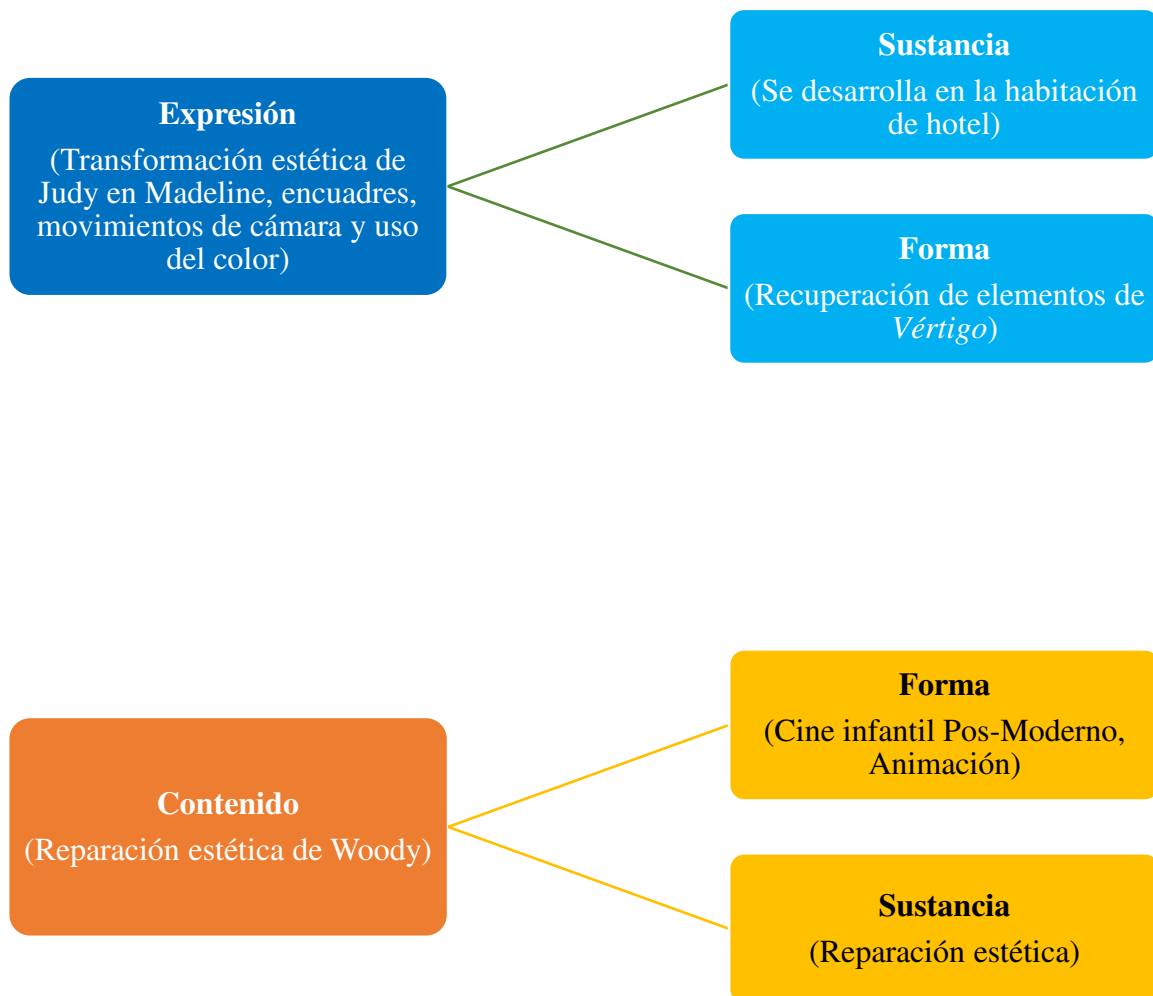 Expresión
(Transformación estética de
Judy en Madeline, encuadres,
movimientos de cámara y uso
del color)
Sustancia
(Se desarrolla en la habitación
de hotel)
Forma
(Recuperación de elementos de
Vértigo)
Contenido
(Reparación estética de Woody)
Forma
(Cine infantil Pos-Moderno,
Animación)
Sustancia
(Reparación estética)